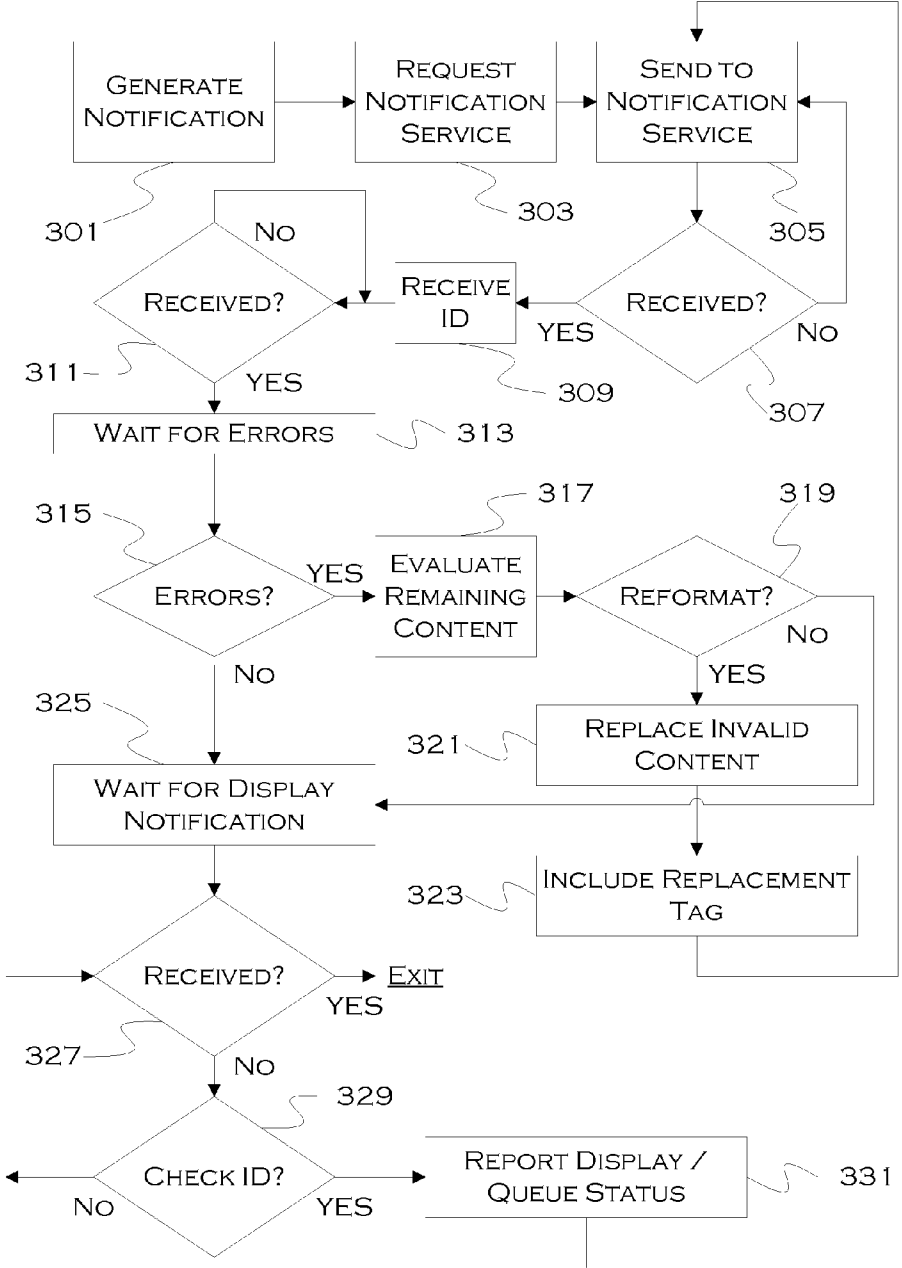 GENERATE
NOTIFICATION
REQUEST
NOTIFICATION
SERVICE
SEND TO
NOTIFICATION
SERVICE
301
303
305
NO
RECEIVED?
RECEIVE
ID
RECEIVED?
YES
NO
311
YES
309
307
WAIT FOR ERRORS
313
315
317
319
ERRORS?
YES
EVALUATE
REMAINING
CONTENT
REFORMAT?
NO
NO
YES
325
321
REPLACE INVALID
CONTENT
WAIT FOR DISPLAY
NOTIFICATION
323
INCLUDE REPLACEMENT
TAG
RECEIVED?
EXIT
YES
327
NO
329
CHECK ID?
NO
YES
REPORT DISPLAY /
QUEUE STATUS
331